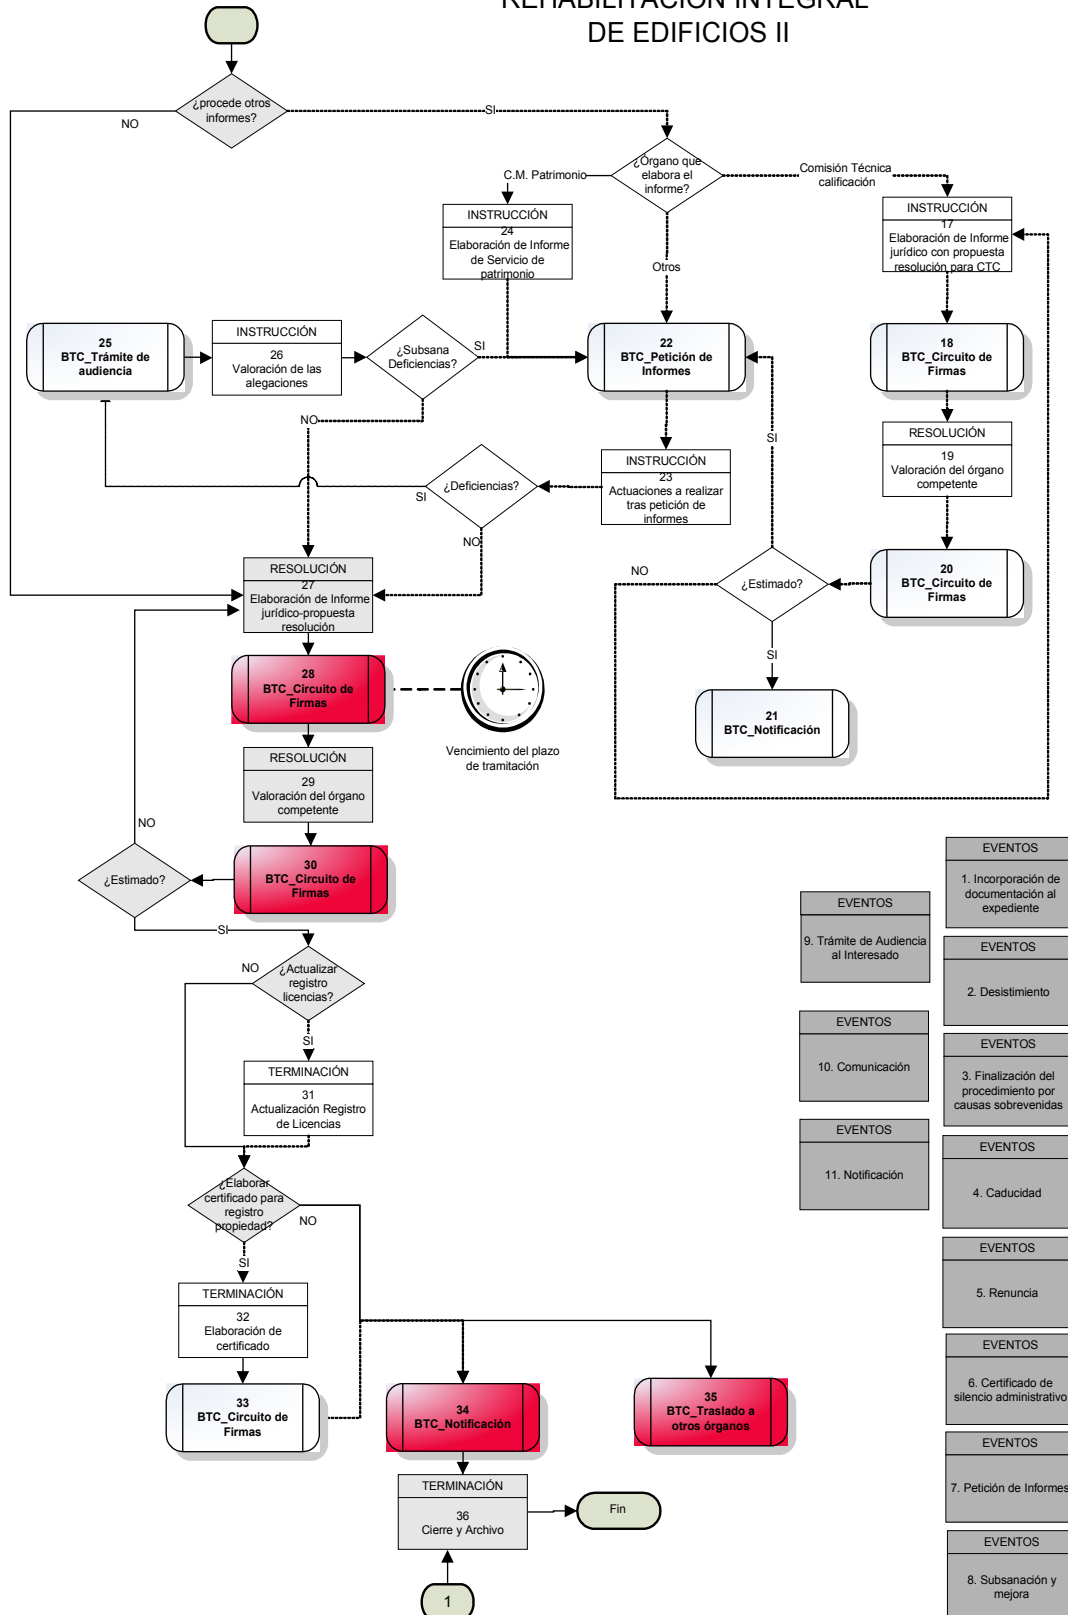 REHABILITACIÓN INTEGRAL
DE EDIFICIOS II
¿procede otros
informes?
NO
SI
¿Órgano que
elabora el
informe?
C.M. Patrimonio
Comisión Técnica
calificación
Otros
INSTRUCCIÓN
24
Elaboración de Informe
de Servicio de
patrimonio
INSTRUCCIÓN
17
Elaboración de Informe
jurídico con propuesta
resolución para CTC
25
BTC_Trámite de
audiencia
INSTRUCCIÓN
26
Valoración de las
alegaciones
¿Subsana
Deficiencias?
SI
NO
22
BTC_Petición de
Informes
18
BTC_Circuito de
Firmas
RESOLUCIÓN
19
Valoración del órgano
competente
SI
INSTRUCCIÓN
23
Actuaciones a realizar
tras petición de
informes
¿Deficiencias?
SI
NO
20
BTC_Circuito de
Firmas
¿Estimado?
NO
SI
21
BTC_Notificación
RESOLUCIÓN
27
Elaboración de Informe
jurídico-propuesta
resolución
28
BTC_Circuito de
Firmas
Vencimiento del plazo
de tramitación
RESOLUCIÓN
29
Valoración del órgano
competente
NO
30
BTC_Circuito de
Firmas
¿Estimado?
SI
¿Actualizar
registro
licencias?
NO
SI
TERMINACIÓN
31
Actualización Registro
de Licencias
¿Elaborar
certificado para
registro
propiedad?
NO
SI
TERMINACIÓN
32
Elaboración de
certificado
33
BTC_Circuito de
Firmas
34
BTC_Notificación
35
BTC_Traslado a
otros órganos
TERMINACIÓN
36
Cierre y Archivo
Fin
1
EVENTOS
9. Trámite de Audiencia
al Interesado
EVENTOS
10. Comunicación
EVENTOS
11. Notificación
EVENTOS
1. Incorporación de
documentación al
expediente
EVENTOS
2. Desistimiento
EVENTOS
3. Finalización del
procedimiento por
causas sobrevenidas
EVENTOS
4. Caducidad
EVENTOS
5. Renuncia
EVENTOS
6. Certificado de
silencio administrativo
EVENTOS
7. Petición de Informes
EVENTOS
8. Subsanación y
mejora